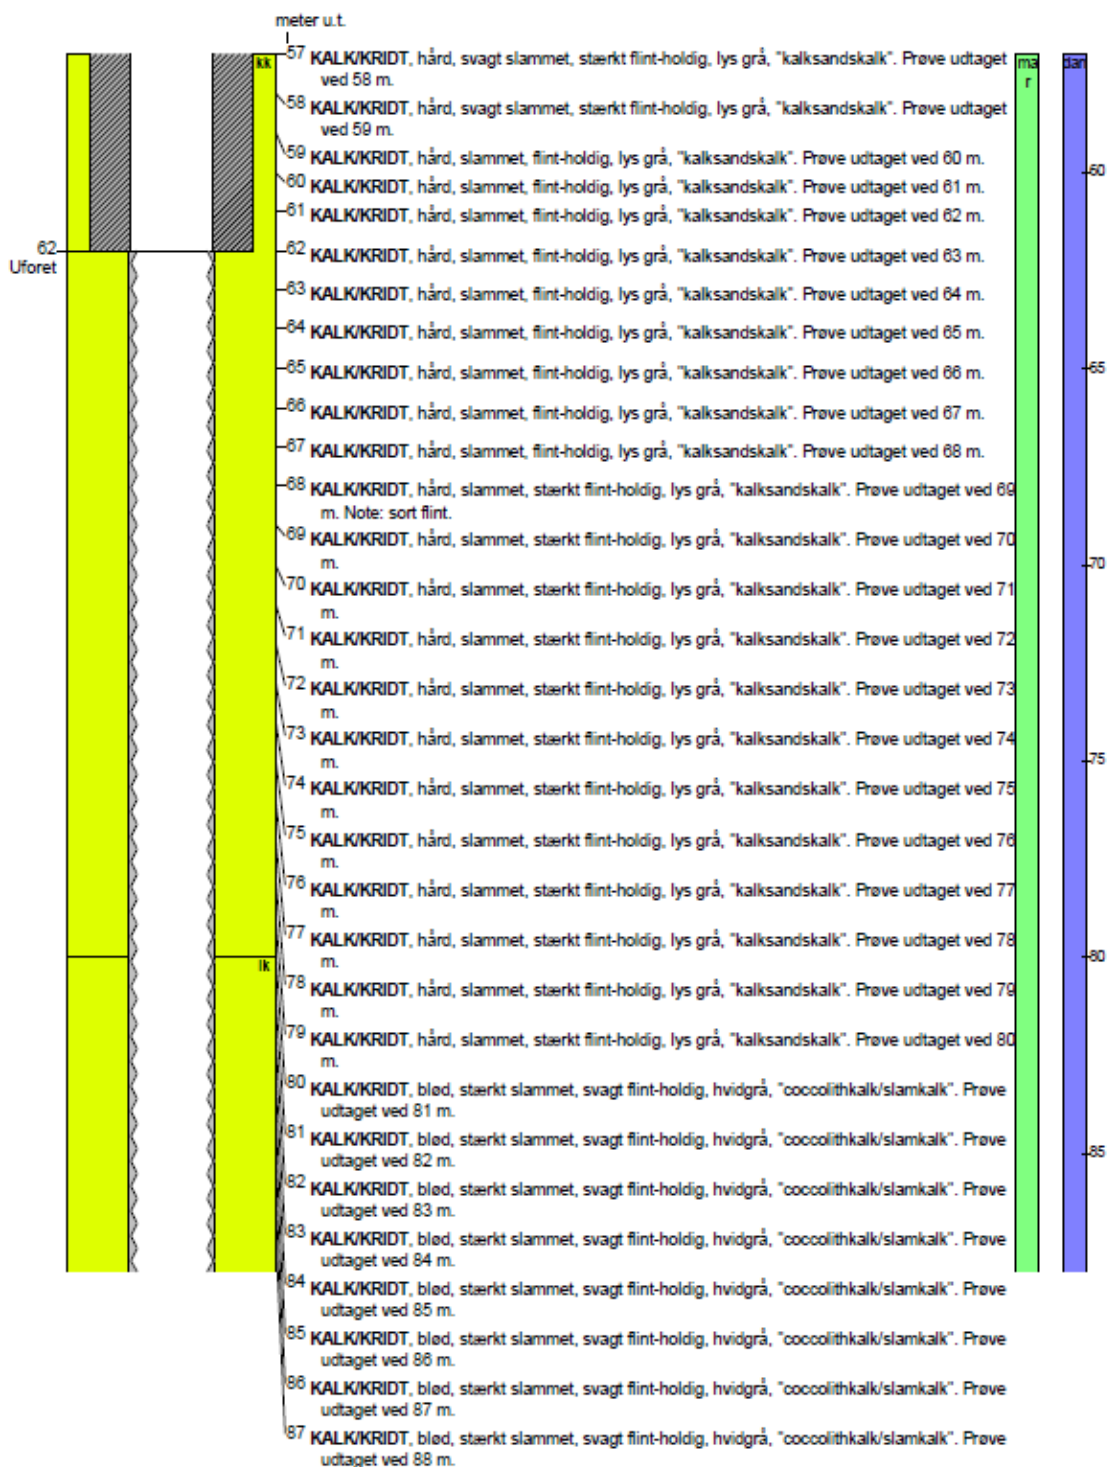 meter u.t.
kk
mar
dan
57 KALK/KRIDT, hård, svagt slammet, stærkt flint-holdig, lys grå, "kalksandskalk". Prøve udtaget
ved 58 m.
58 KALK/KRIDT, hård, svagt slammet, stærkt flint-holdig, lys grå, "kalksandskalk". Prøve udtaget
ved 59 m.
59 KALK/KRIDT, hård, slammet, flint-holdig, lys grå, "kalksandskalk". Prøve udtaget ved 60 m.
60
60 KALK/KRIDT, hård, slammet, flint-holdig, lys grå, "kalksandskalk". Prøve udtaget ved 61 m.
61 KALK/KRIDT, hård, slammet, flint-holdig, lys grå, "kalksandskalk". Prøve udtaget ved 62 m.
62
Uforet
62 KALK/KRIDT, hård, slammet, flint-holdig, lys grå, "kalksandskalk". Prøve udtaget ved 63 m.
63 KALK/KRIDT, hård, slammet, flint-holdig, lys grå, "kalksandskalk". Prøve udtaget ved 64 m.
64 KALK/KRIDT, hård, slammet, flint-holdig, lys grå, "kalksandskalk". Prøve udtaget ved 65 m.
65 KALK/KRIDT, hård, slammet, flint-holdig, lys grå, "kalksandskalk". Prøve udtaget ved 66 m.
65
66 KALK/KRIDT, hård, slammet, flint-holdig, lys grå, "kalksandskalk". Prøve udtaget ved 67 m.
67 KALK/KRIDT, hård, slammet, flint-holdig, lys grå, "kalksandskalk". Prøve udtaget ved 68 m.
68 KALK/KRIDT, hård, slammet, stærkt flint-holdig, lys grå, "kalksandskalk". Prøve udtaget ved 69
m. Note: sort flint.
69 KALK/KRIDT, hård, slammet, stærkt flint-holdig, lys grå, "kalksandskalk". Prøve udtaget ved 70
m.
70
70 KALK/KRIDT, hård, slammet, stærkt flint-holdig, lys grå, "kalksandskalk". Prøve udtaget ved 71
m.
71 KALK/KRIDT, hård, slammet, stærkt flint-holdig, lys grå, "kalksandskalk". Prøve udtaget ved 72
m.
72 KALK/KRIDT, hård, slammet, stærkt flint-holdig, lys grå, "kalksandskalk". Prøve udtaget ved 73
m.
73 KALK/KRIDT, hård, slammet, stærkt flint-holdig, lys grå, "kalksandskalk". Prøve udtaget ved 74
m.
75
74 KALK/KRIDT, hård, slammet, stærkt flint-holdig, lys grå, "kalksandskalk". Prøve udtaget ved 75
m.
75 KALK/KRIDT, hård, slammet, stærkt flint-holdig, lys grå, "kalksandskalk". Prøve udtaget ved 76
m.
76 KALK/KRIDT, hård, slammet, stærkt flint-holdig, lys grå, "kalksandskalk". Prøve udtaget ved 77
m.
77 KALK/KRIDT, hård, slammet, stærkt flint-holdig, lys grå, "kalksandskalk". Prøve udtaget ved 78
m.
80
lk
78 KALK/KRIDT, hård, slammet, stærkt flint-holdig, lys grå, "kalksandskalk". Prøve udtaget ved 79
m.
79 KALK/KRIDT, hård, slammet, stærkt flint-holdig, lys grå, "kalksandskalk". Prøve udtaget ved 80
m.
80 KALK/KRIDT, blød, stærkt slammet, svagt flint-holdig, hvidgrå, "coccolithkalk/slamkalk". Prøve
udtaget ved 81 m.
81 KALK/KRIDT, blød, stærkt slammet, svagt flint-holdig, hvidgrå, "coccolithkalk/slamkalk". Prøve
udtaget ved 82 m.
85
82 KALK/KRIDT, blød, stærkt slammet, svagt flint-holdig, hvidgrå, "coccolithkalk/slamkalk". Prøve
udtaget ved 83 m.
83 KALK/KRIDT, blød, stærkt slammet, svagt flint-holdig, hvidgrå, "coccolithkalk/slamkalk". Prøve
udtaget ved 84 m.
84 KALK/KRIDT, blød, stærkt slammet, svagt flint-holdig, hvidgrå, "coccolithkalk/slamkalk". Prøve
udtaget ved 85 m.
85 KALK/KRIDT, blød, stærkt slammet, svagt flint-holdig, hvidgrå, "coccolithkalk/slamkalk". Prøve
udtaget ved 86 m.
86 KALK/KRIDT, blød, stærkt slammet, svagt flint-holdig, hvidgrå, "coccolithkalk/slamkalk". Prøve
udtaget ved 87 m.
87 KALK/KRIDT, blød, stærkt slammet, svagt flint-holdig, hvidgrå, "coccolithkalk/slamkalk". Prøve
udtaget ved 88 m.